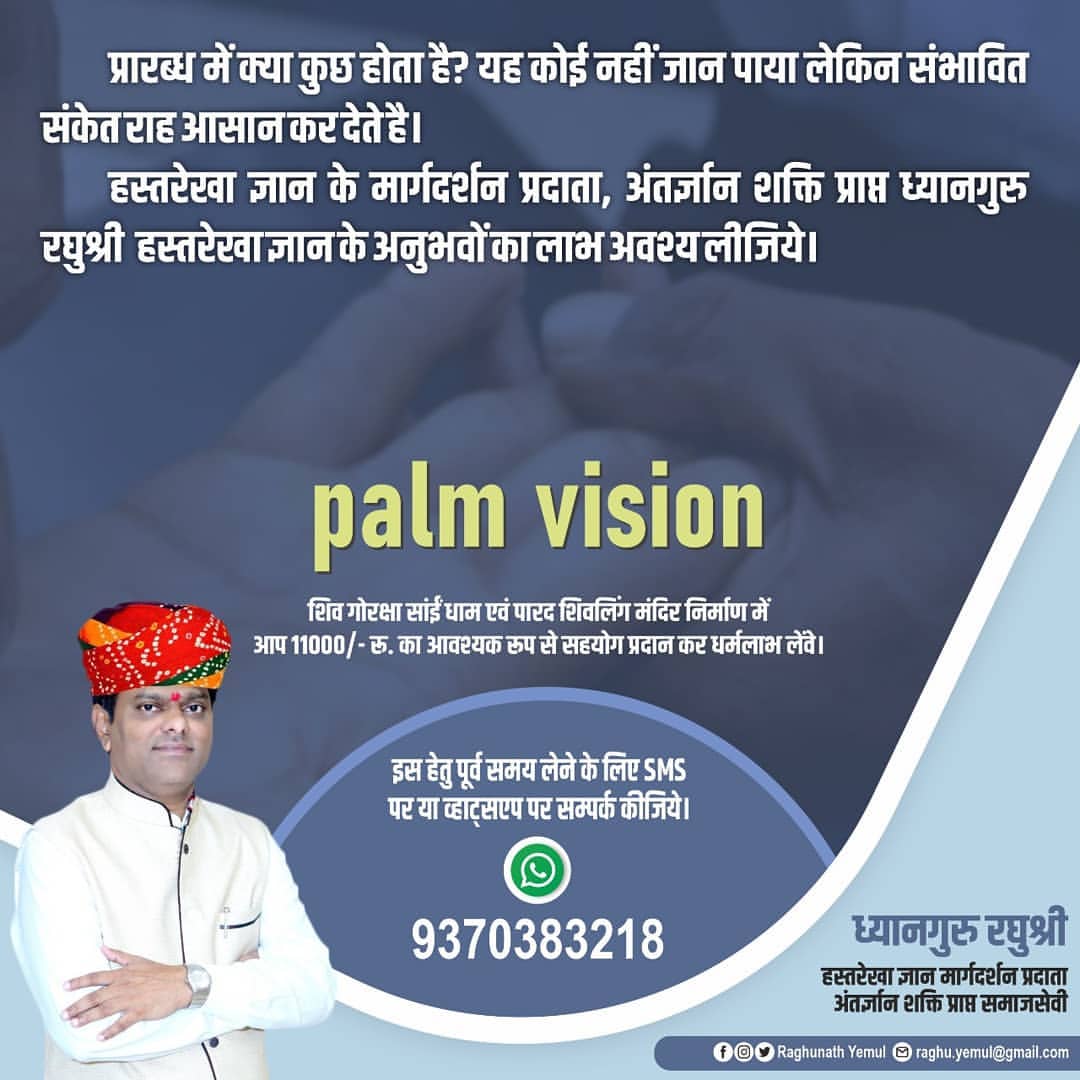 प्रारब्ध में क्या कुछ होता है? यह कोई नहीं जान पाया लेकिन संभावित
संकेत राह आसान कर देते है।
हस्तरेखा ज्ञान के मार्गदर्शन प्रदाता, अंतर्ज्ञान शक्ति प्राप्त ध्यानगुरु
रघुश्री हस्तरेखा ज्ञान के अनुभवों का लाभ अवश्य लीजिये।
palm vision
शिव गोरक्षा सांईं धाम एवं पारद शिवलिंग मंदिर निर्माण में
आप 11000/- रू. का आवश्यक रूप से सहयोग प्रदान कर धर्मलाभ लेंवे।
इस हेतु पूर्व समय लेने के लिए SMS
पर या व्हाट्सएप पर सम्पर्क कीजिये।
9370383218
ध्यानगुरु रघुश्री
हस्तरेखा ज्ञान मार्गदर्शन प्रदाता
अंतर्ज्ञान शक्ति प्राप्त समाजसेवी
Raghunath Yemul raghu.yemul@gmail.com